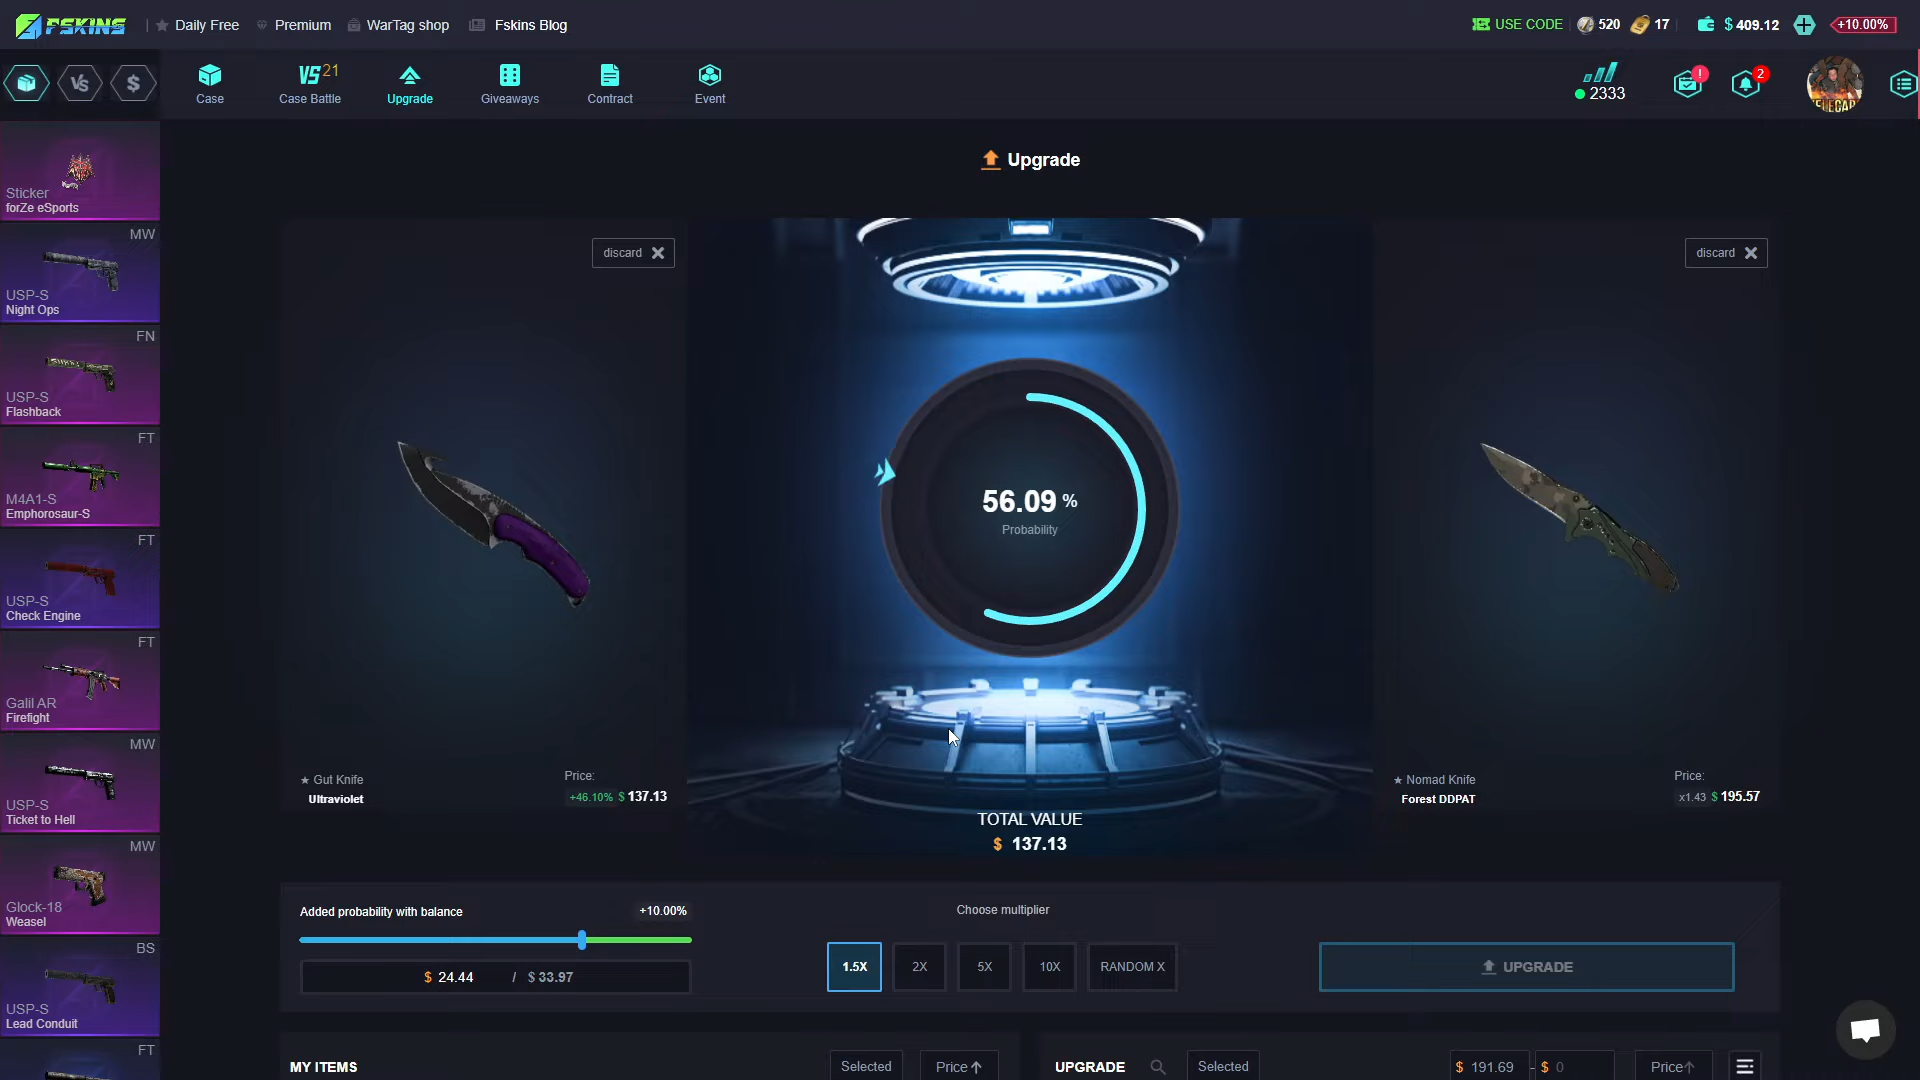 FSKINS
Daily Free
Premium
WarTag shop
Fskins Blog
USE CODE
520
17
$ 409.12
+10.00%
VS
$
Case
VS 21
Case Battle
Upgrade
Giveaways
Contract
Event
2333
!
2
Sticker
forZe eSports
MW
USP-S
Night Ops
FN
USP-S
Flashback
FT
M4A1-S
Emphorosaur-S
FT
USP-S
Check Engine
FT
Galil AR
Firefight
MW
USP-S
Ticket to Hell
MW
Glock-18
Weasel
BS
USP-S
Lead Conduit
FT
Upgrade
discard
discard
56.09 %
Probability
★ Gut Knife
Ultraviolet
Price:
+46.10% $ 137.13
★ Nomad Knife
Forest DDPAT
Price:
x1.43 $ 195.57
TOTAL VALUE
$ 137.13
Added probability with balance
+10.00%
$ 24.44 / $ 33.97
Choose multiplier
1.5X
2X
5X
10X
RANDOM X
UPGRADE
MY ITEMS
Selected
Price
UPGRADE
Selected
$ 191.69 - $ 0
Price